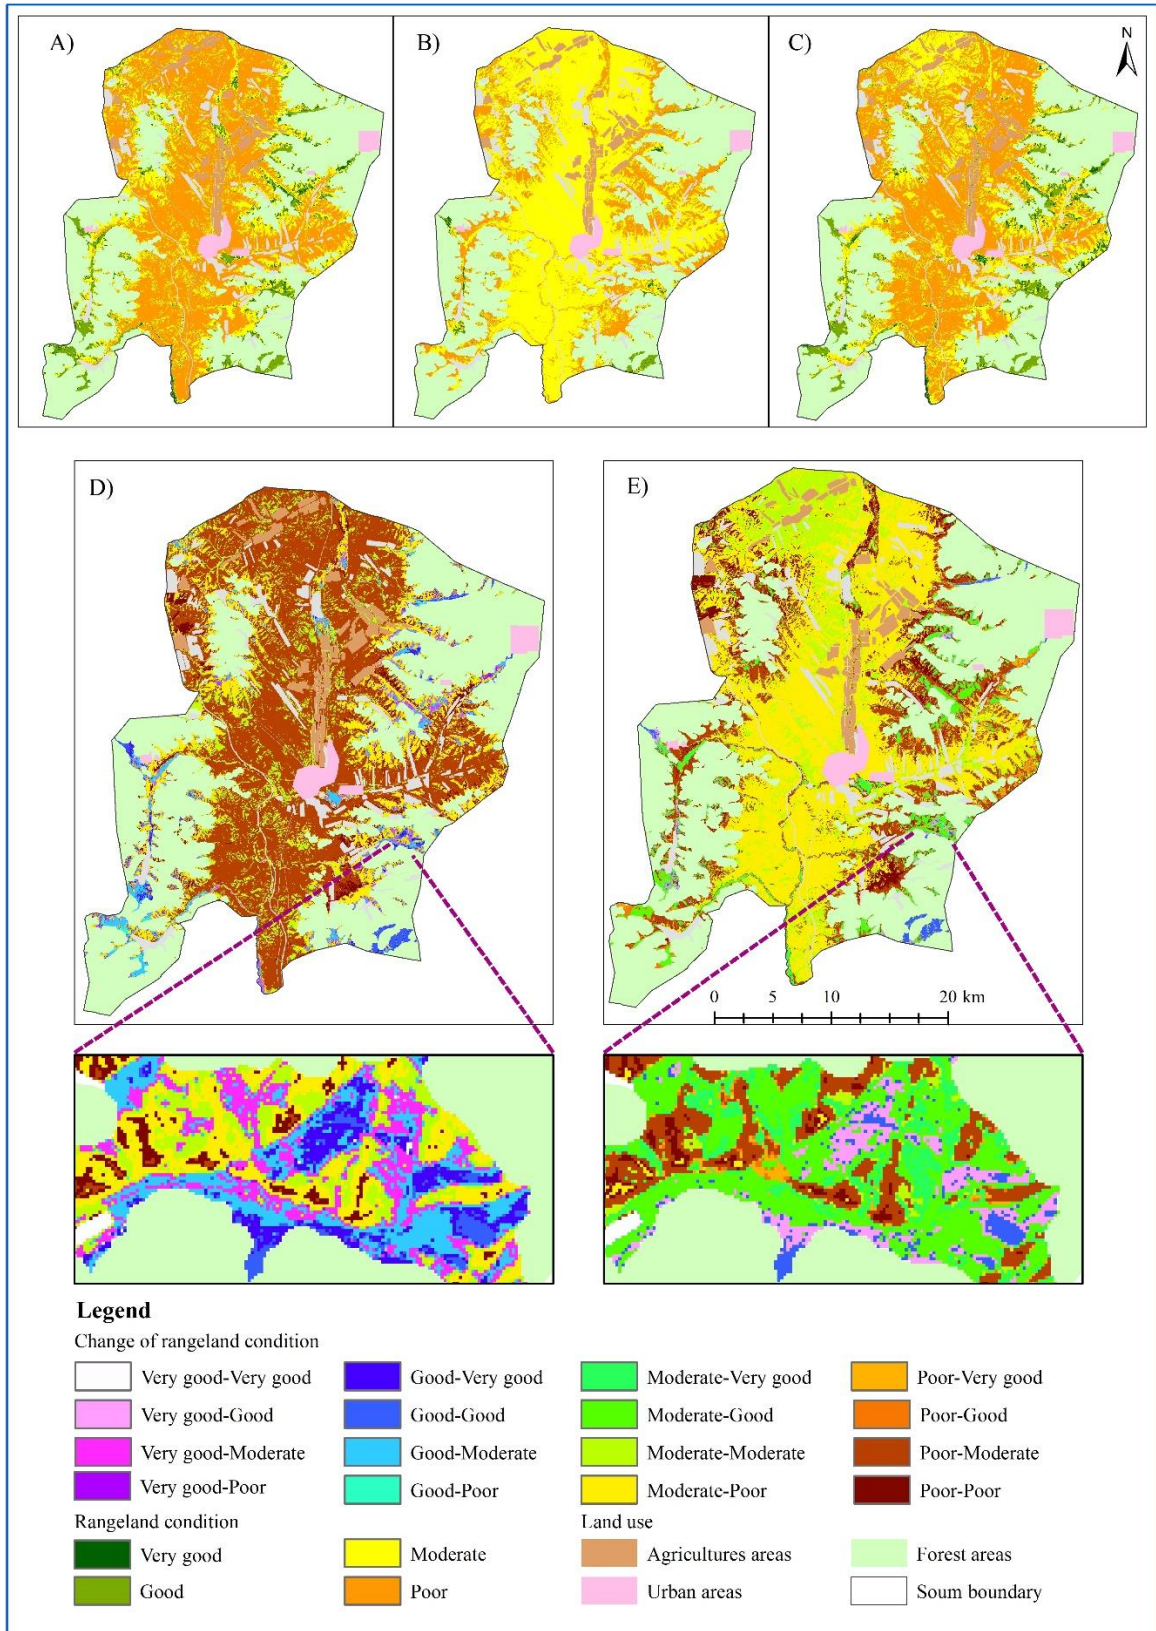 A)
B)
C)
N
D)
E)
0 5 10 20 km
Legend
Change of rangeland condition
Very good-Very good Good-Very good Moderate-Very good Poor-Very good
Very good-Good Good-Good Moderate-Good Poor-Good
Very good-Moderate Good-Moderate Moderate-Moderate Poor-Moderate
Very good-Poor Good-Poor Moderate-Poor Poor-Poor
Rangeland condition Land use
Very good Moderate Agricultures areas Forest areas
Good Poor Urban areas Soum boundary